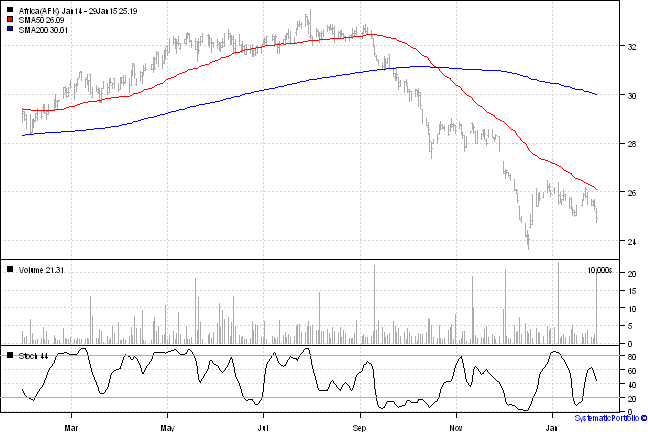 Africa(AFK) Jan14 - 29Jan15 25.19
SMA50 26.09
SMA200 30.01
32
30
28
26
24
Volume 21.31
10,000s
20
15
10
5
0
Stoch 44
80
60
40
20
0
Mar May Jul Sep Nov Jan
SystematicPortfolio ©